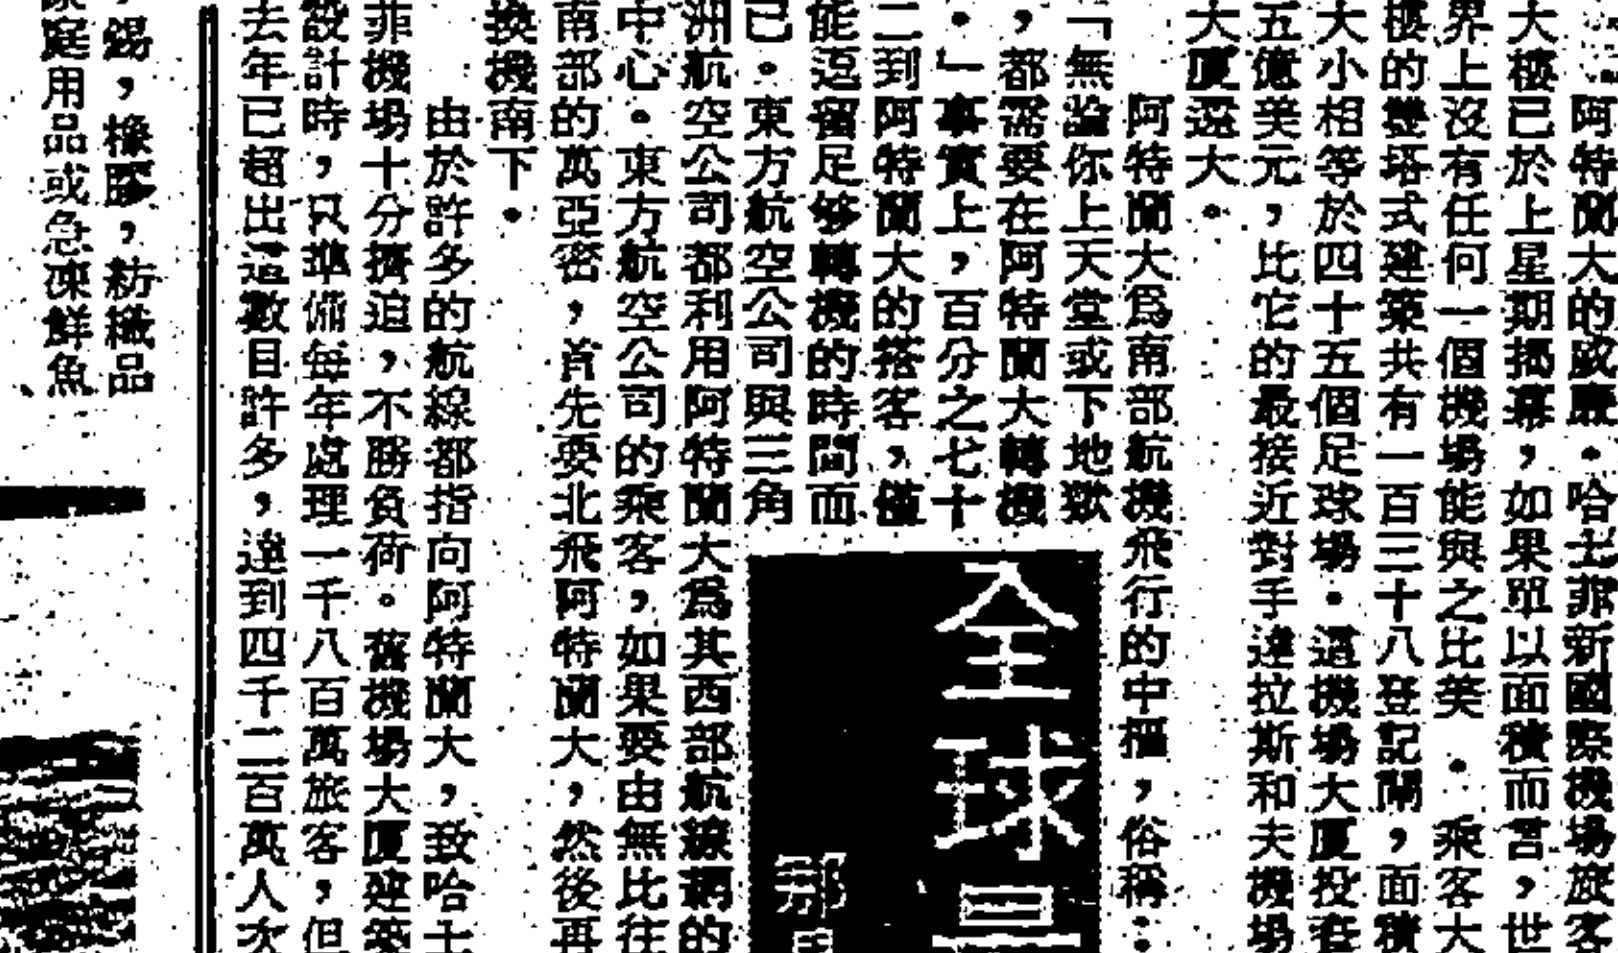 阿特蘭大的威嚴。哈士菲新國際機場旅客
大樓已於上星期揭幕，如果單以面積而言，世
界上沒有任何一個機場能與之比美。乘客大
樓的雙塔式建築共有一百三十八登記閘，面積
大小相等於四十五個足球場。這機場大厦投資
五億美元，比它的最接近對手達拉斯和夫機場
大厦還大。
阿特蘭大爲南部航機飛行的中樞，俗稱：
「無論你上天堂或下地獄
，都需要在阿特蘭大轉機
。」事實上，百分之七十
二到阿特蘭大的搭客，僅
能逗留足够轉機的時間而
已。東方航空公司與三角
洲航空公司都利用阿特蘭大爲其西部航線網的
中心。東方航空公司的乘客，如果要由無比往
南部的萬亞密，首先要北飛阿特蘭大，然後再
換機南下。
由於許多的航線都指向阿特蘭大，致哈士
菲機場十分擠迫，不勝負荷。舊機場大厦建築
設計時，只準備每年處理一千八百萬旅客，但
去年已超出這數目許多，達到四千二百萬人次
全球
，錫，橡膠，紡織品
家庭用品或急凍鮮魚